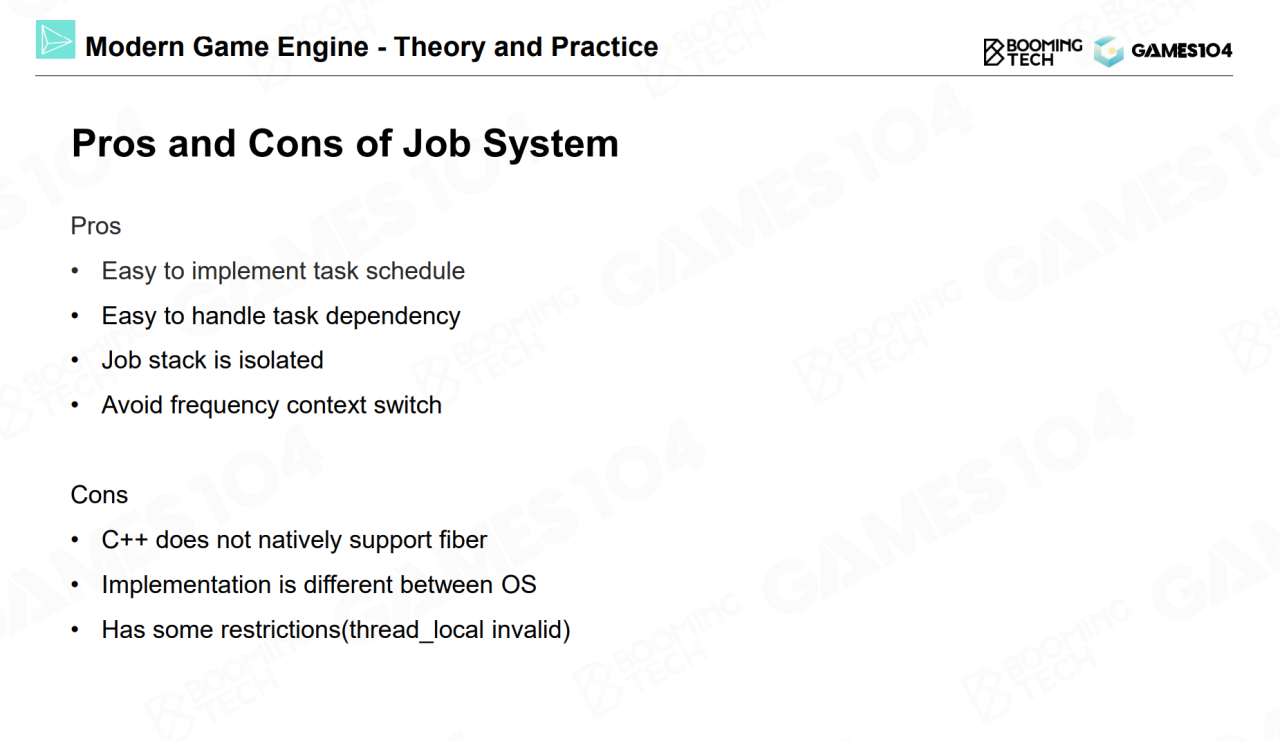 Modern Game Engine - Theory and Practice
BOOMING TECH
GAMES104
Pros and Cons of Job System
Pros
• Easy to implement task schedule
• Easy to handle task dependency
• Job stack is isolated
• Avoid frequency context switch
Cons
• C++ does not natively support fiber
• Implementation is different between OS
• Has some restrictions(thread_local invalid)